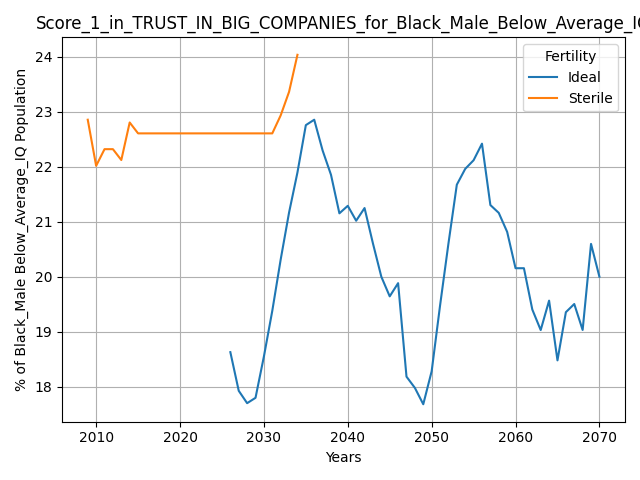 Score_1_in_TRUST_IN_BIG_COMPANIES_for_Black_Male_Below_Average_IQ
24
23
22
21
20
19
18
% of Black_Male Below_Average_IQ Population
Fertility
Ideal
Sterile
2010 2020 2030 2040 2050 2060 2070
Years